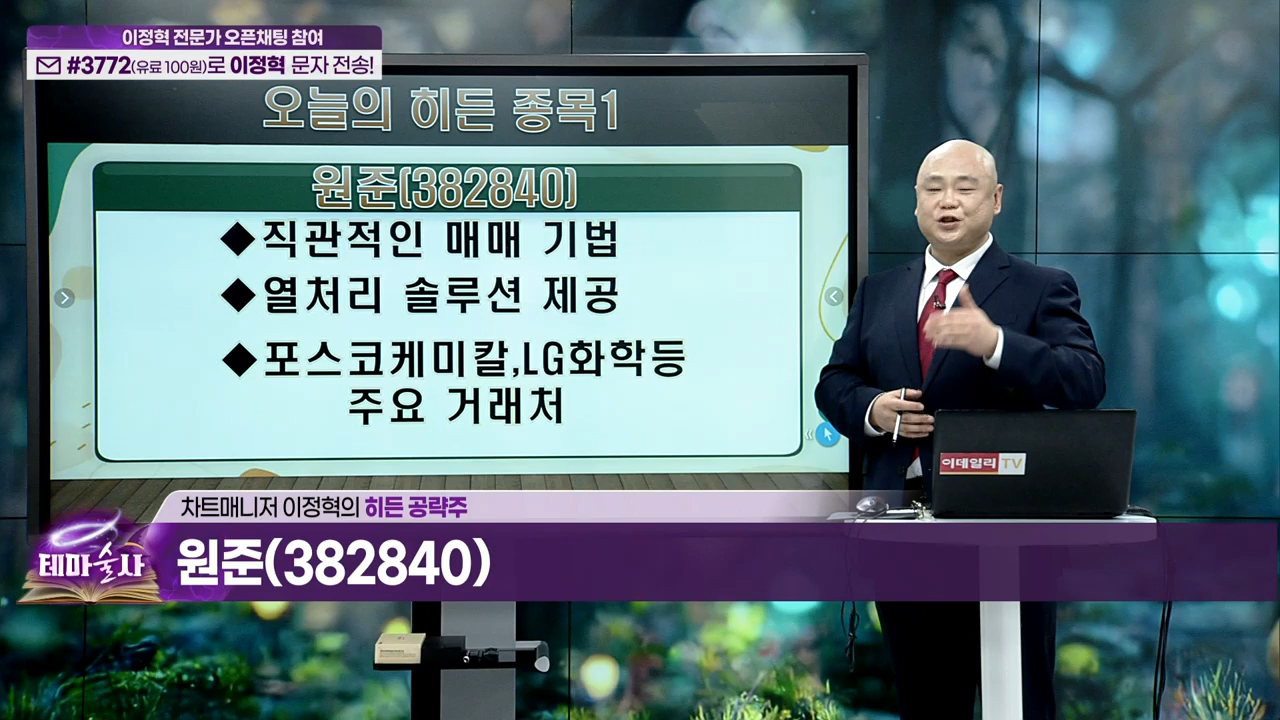 이정혁 전문가 오픈채팅 참여
#3772(유료 100원)로 이정혁 문자 전송!
오늘의 히든 종목1
원준(382840)
◆직관적인 매매 기법
◆열처리 솔루션 제공
◆포스코케미칼,LG화학등
주요 거래처
이데일리 TV
차트매니저 이정혁의 히든 공략주
테마술사
원준(382840)